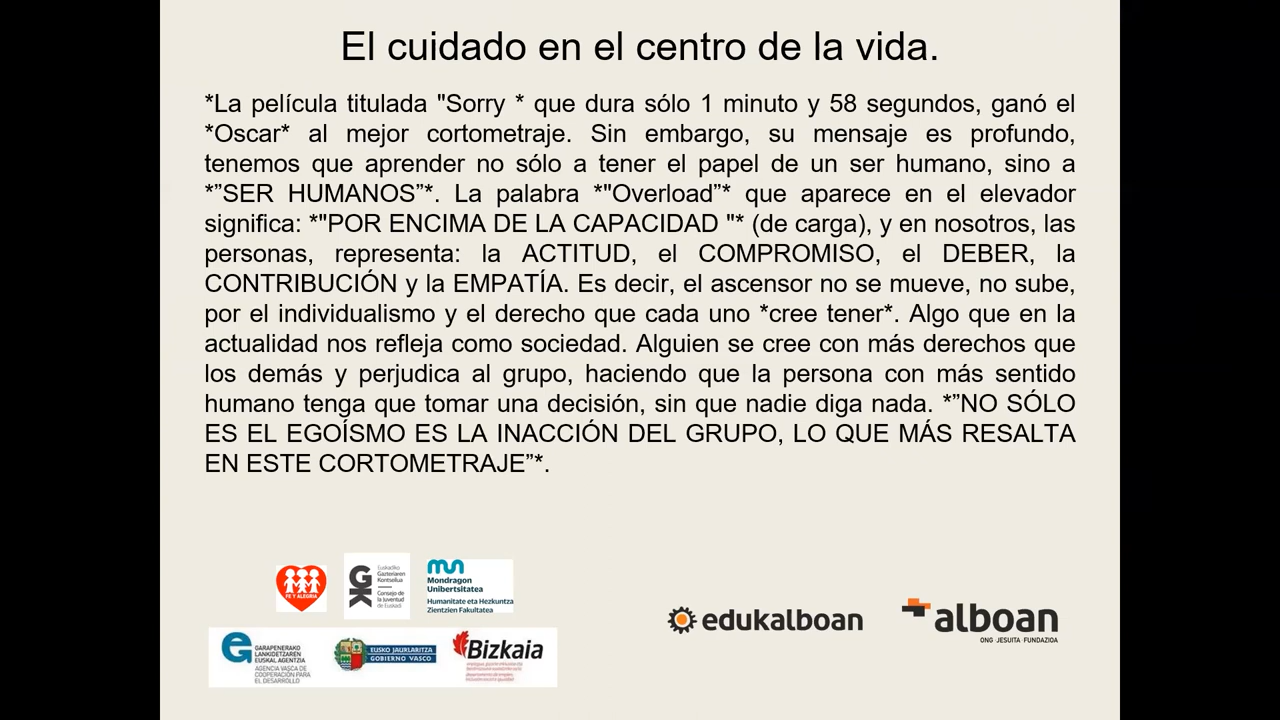 El cuidado en el centro de la vida.
*La película titulada "Sorry * que dura sólo 1 minuto y 58 segundos, ganó el
*Oscar* al mejor cortometraje. Sin embargo, su mensaje es profundo,
tenemos que aprender no sólo a tener el papel de un ser humano, sino a
*”SER HUMANOS”*. La palabra *"Overload”* que aparece en el elevador
significa: *"POR ENCIMA DE LA CAPACIDAD "* (de carga), y en nosotros, las
personas, representa: la ACTITUD, el COMPROMISO, el DEBER, la
CONTRIBUCIÓN y la EMPATÍA. Es decir, el ascensor no se mueve, no sube,
por el individualismo y el derecho que cada uno *cree tener*. Algo que en la
actualidad nos refleja como sociedad. Alguien se cree con más derechos que
los demás y perjudica al grupo, haciendo que la persona con más sentido
humano tenga que tomar una decisión, sin que nadie diga nada. *”NO SÓLO
ES EL EGOÍSMO ES LA INACCIÓN DEL GRUPO, LO QUE MÁS RESALTA
EN ESTE CORTOMETRAJE”*.
FE Y ALEGRIA
GK
Euskadiko
Gazteriaren
Kontseilua
Consejo de
la Juventud
de Euskadi
mun
Mondragon
Unibertsitatea
Humanitate eta Hezkuntza
Zientzien Fakultatea
edukalboan
alboan
ONG JESUITA FUNDAZIOA
GARAPENERAKO
LANKIDETZAREN
EUSKAL AGENTZIA
AGENCIA VASCA DE
COOPERACIÓN PARA
EL DESARROLLO
EUSKO JAURLARITZA
GOBIERNO VASCO
Bizkaia